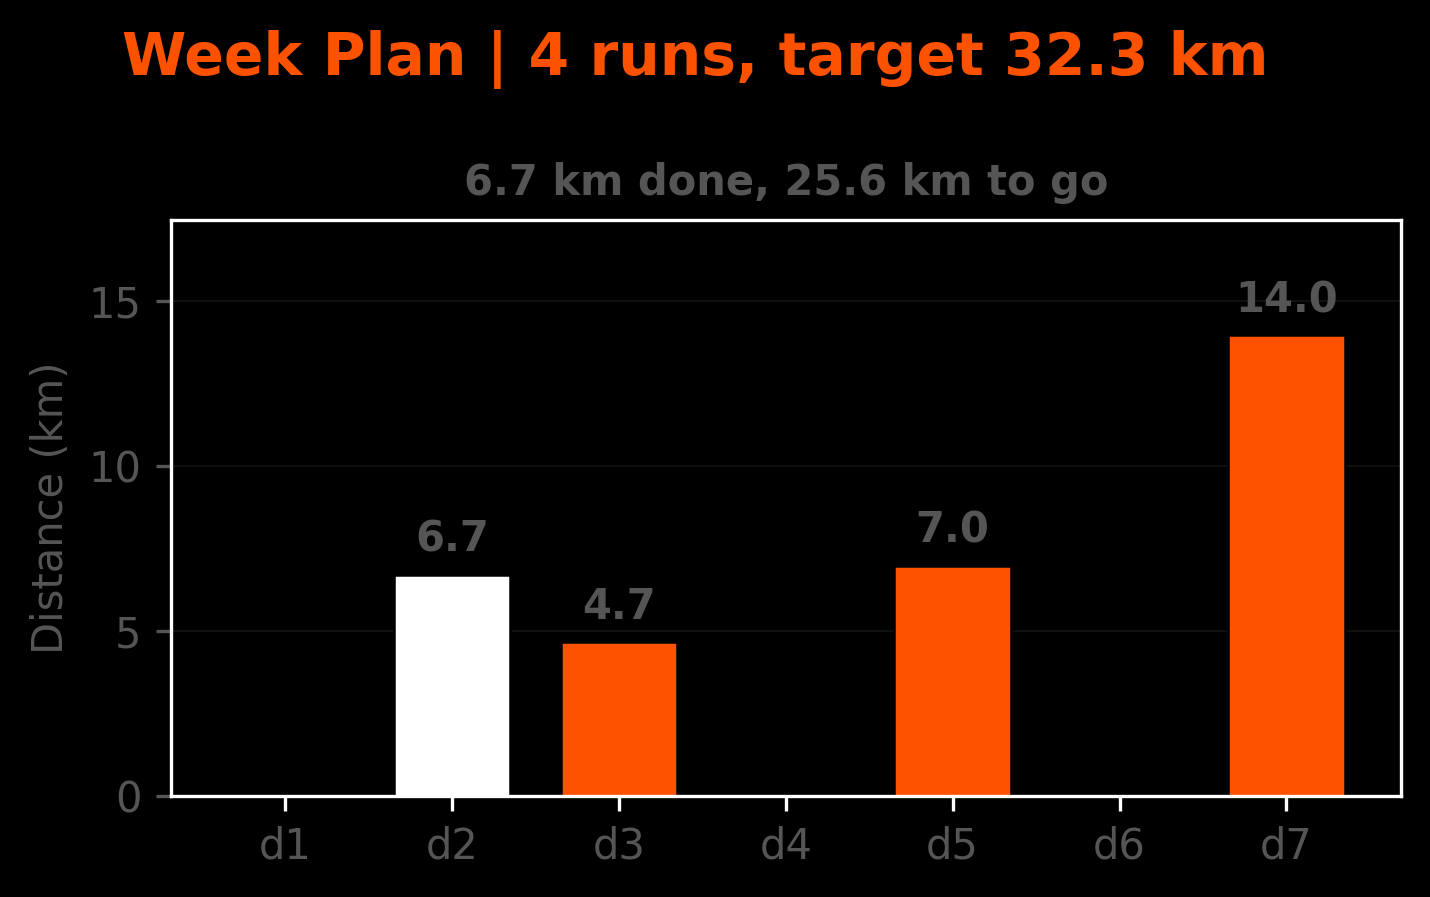 Week Plan | 4 runs, target 32.3 km
6.7 km done, 25.6 km to go
Distance (km)
15
10
5
0
6.7
4.7
7.0
14.0
d1 d2 d3 d4 d5 d6 d7